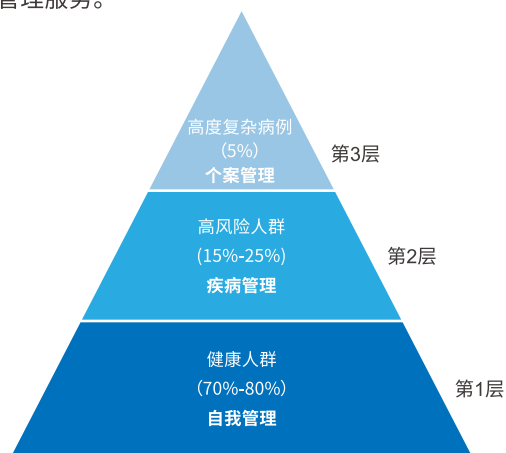 管理服务。
高度复杂病例
（5%）
个案管理
第3层
高风险人群
(15%-25%)
疾病管理
第2层
健康人群
（70%-80%）
自我管理
第1层